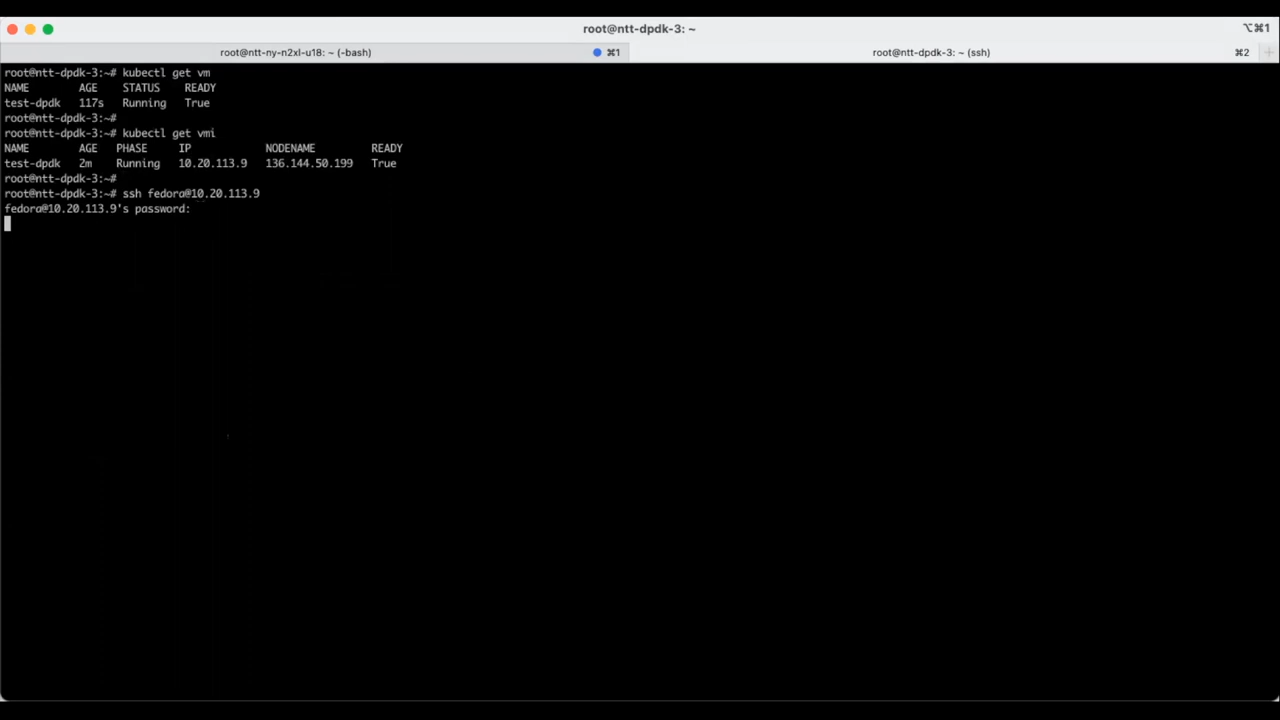 root@ntt-dpdk-3: ~
⌥⌘1
root@ntt-ny-n2xl-u18: ~ (-bash)
⌘1
root@ntt-dpdk-3: ~ (ssh)
⌘2
root@ntt-dpdk-3:~# kubectl get vm
NAME AGE STATUS READY
test-dpdk 117s Running True
root@ntt-dpdk-3:~#
root@ntt-dpdk-3:~# kubectl get vmi
NAME AGE PHASE IP NODENAME READY
test-dpdk 2m Running 10.20.113.9 136.144.50.199 True
root@ntt-dpdk-3:~#
root@ntt-dpdk-3:~# ssh fedora@10.20.113.9
fedora@10.20.113.9's password: